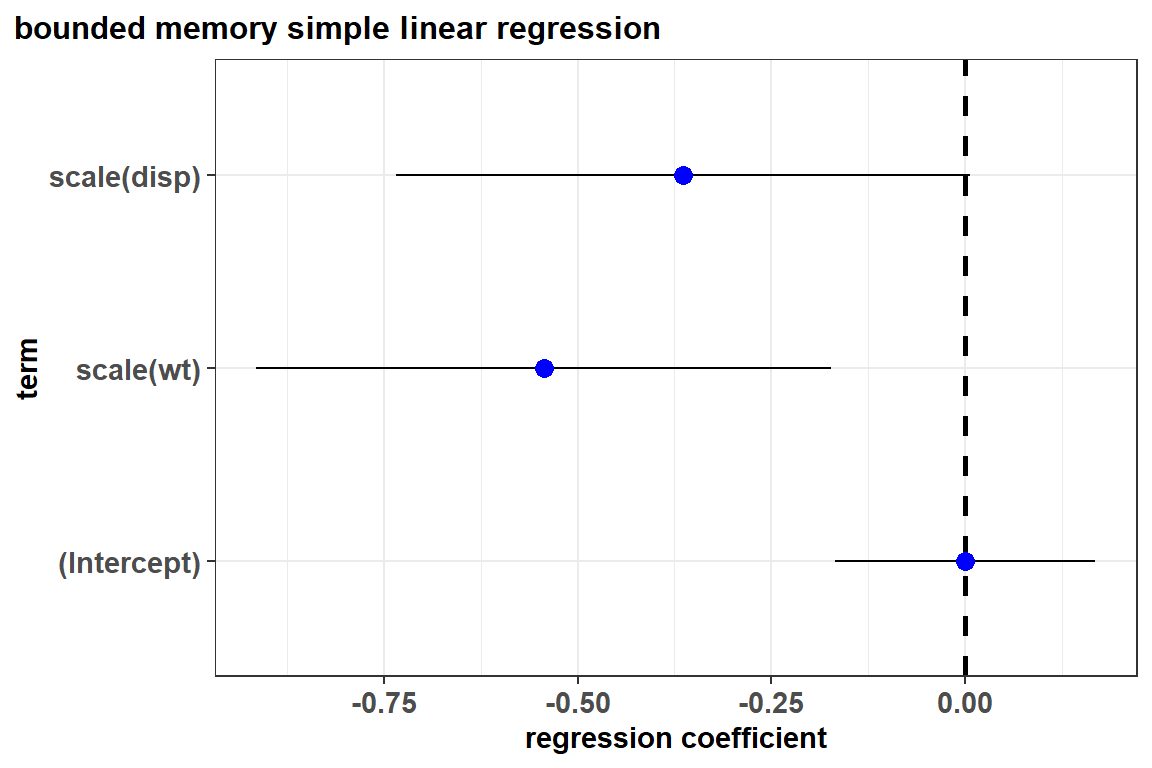 bounded memory simple linear regression
scale(disp)
scale(wt)
(Intercept)
term
-0.75
-0.50
-0.25
0.00
regression coefficient